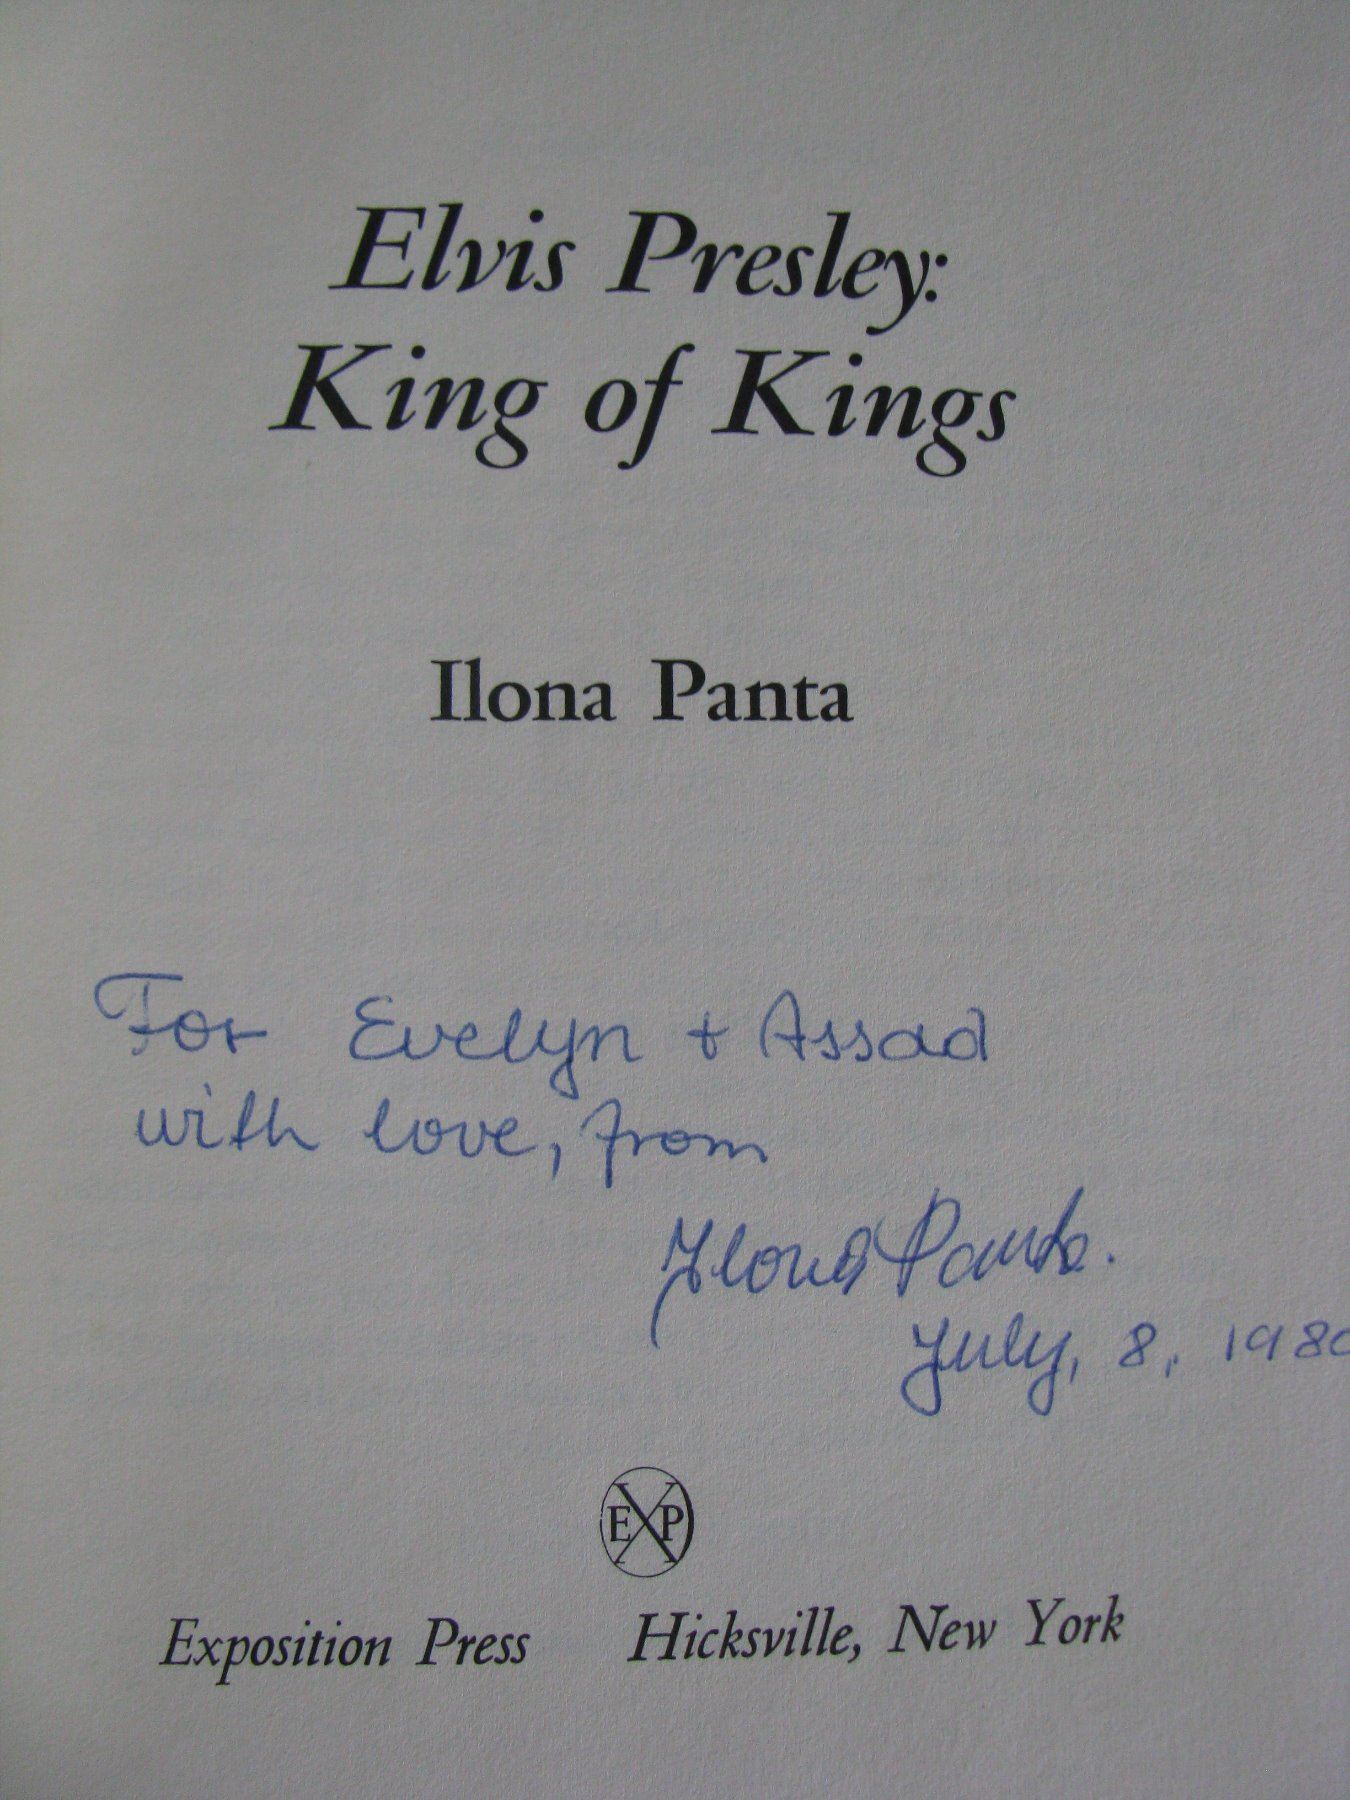 Elvis Presley:
King of Kings
Ilona Panta
For Evelyn + Assad
with love, from
Ilona Panta.
July, 8, 1980
EXP
Exposition Press Hicksville, New York